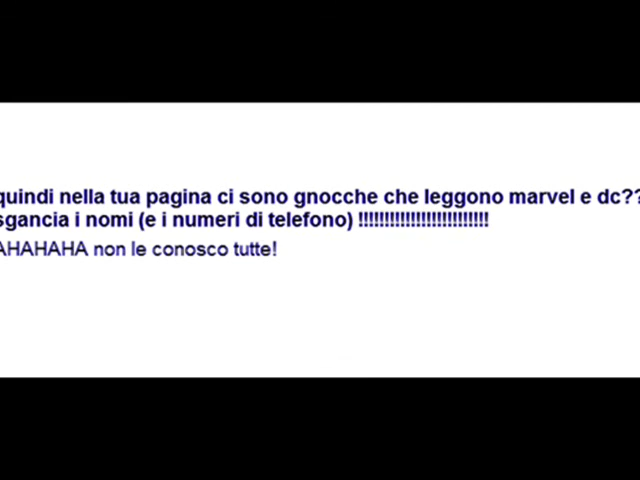 quindi nella tua pagina ci sono gnocche che leggono marvel e dc??
sgancia i nomi (e i numeri di telefono) !!!!!!!!!!!!!!!!!!!!!!!!!
AHAHAHA non le conosco tutte!